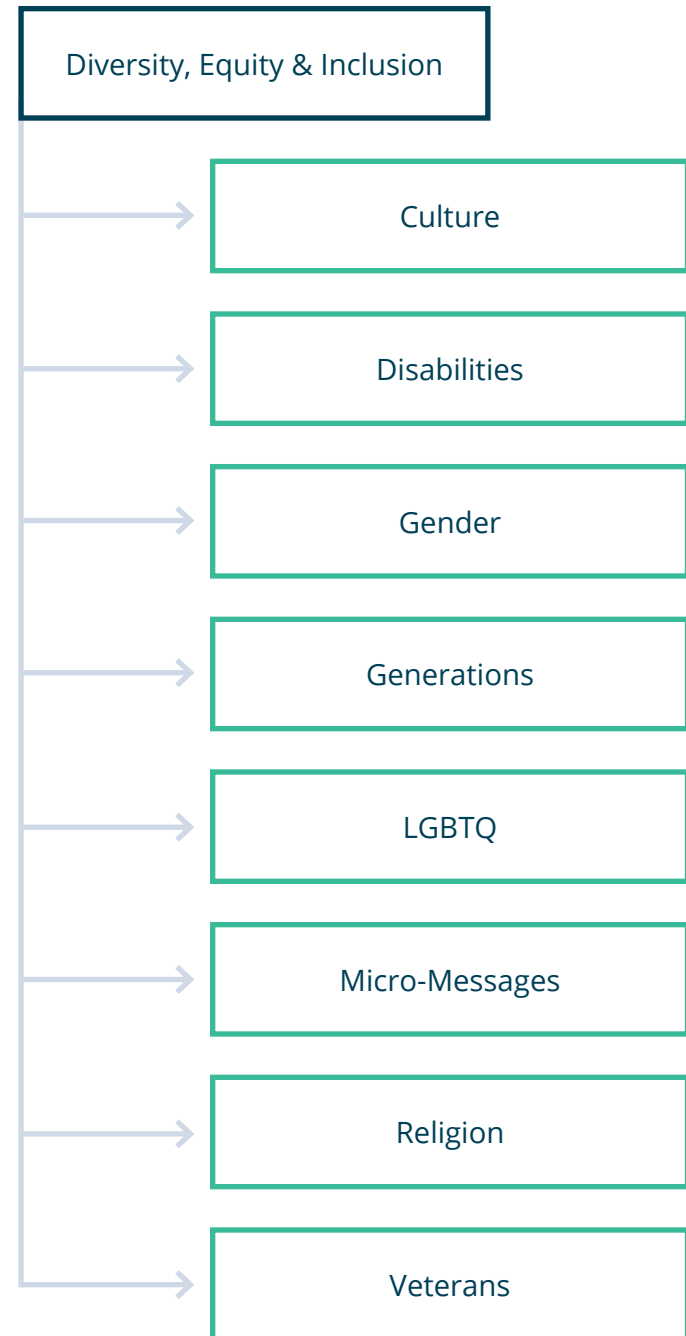 Diversity, Equity & Inclusion
Culture
Disabilities
Gender
Generations
LGBTQ
Micro-Messages
Religion
Veterans